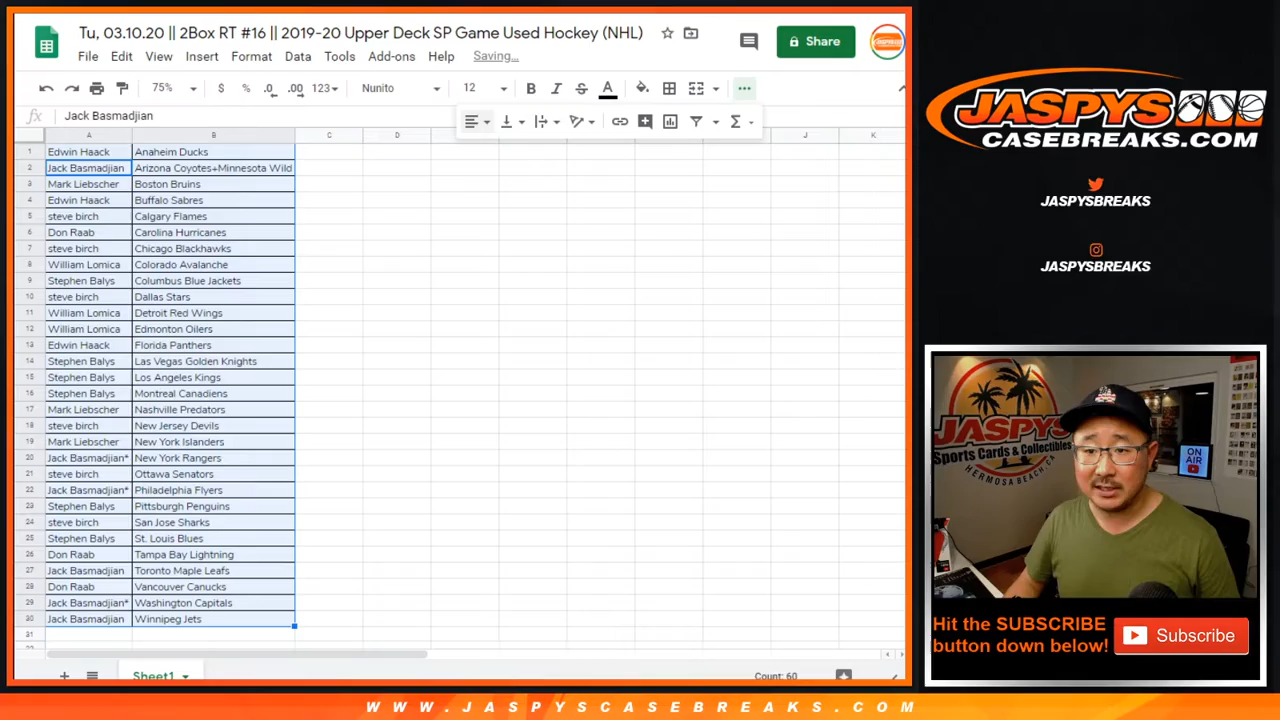 Tu, 03.10.20 || 2Box RT #16 || 2019-20 Upper Deck SP Game Used Hockey (NHL)
File Edit View Insert Format Data Tools Add-ons Help Saving...
Share
75% $ % .0 .00 123 Nunito 12 B I S A
fx Jack Basmadjian
A B C D E F G H I J K
1 Edwin Haack Anaheim Ducks
2 Jack Basmadjian Arizona Coyotes+Minnesota Wild
3 Mark Liebscher Boston Bruins
4 Edwin Haack Buffalo Sabres
5 steve birch Calgary Flames
6 Don Raab Carolina Hurricanes
7 steve birch Chicago Blackhawks
8 William Lomica Colorado Avalanche
9 Stephen Balys Columbus Blue Jackets
10 steve birch Dallas Stars
11 William Lomica Detroit Red Wings
12 William Lomica Edmonton Oilers
13 Edwin Haack Florida Panthers
14 Stephen Balys Las Vegas Golden Knights
15 Stephen Balys Los Angeles Kings
16 Stephen Balys Montreal Canadiens
17 Mark Liebscher Nashville Predators
18 steve birch New Jersey Devils
19 Mark Liebscher New York Islanders
20 Jack Basmadjian* New York Rangers
21 steve birch Ottawa Senators
22 Jack Basmadjian* Philadelphia Flyers
23 Stephen Balys Pittsburgh Penguins
24 steve birch San Jose Sharks
25 Stephen Balys St. Louis Blues
26 Don Raab Tampa Bay Lightning
27 Jack Basmadjian Toronto Maple Leafs
28 Don Raab Vancouver Canucks
29 Jack Basmadjian* Washington Capitals
30 Jack Basmadjian Winnipeg Jets
31
Sheet1
Count: 60
JASPYS
CASEBREAKS.COM
JASPYSBREAKS
JASPYSBREAKS
JASPYS
Sports Cards & Collectibles
HERMOSA BEACH, CA
ON
AIR
Hit the SUBSCRIBE
button down below!
Subscribe
WWW.JASPYSCASEBREAKS.COM